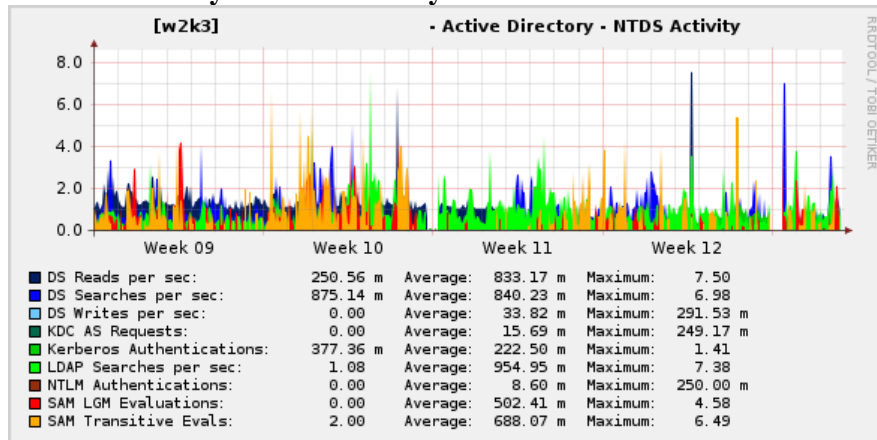 [w2k3] - Active Directory - NTDS Activity
RRDTOOL / TOBI OETIKER
8.0
6.0
4.0
2.0
0.0
Week 09 Week 10 Week 11 Week 12
DS Reads per sec: 250.56 m Average: 833.17 m Maximum: 7.50
DS Searches per sec: 875.14 m Average: 840.23 m Maximum: 6.98
DS Writes per sec: 0.00 Average: 33.82 m Maximum: 291.53 m
KDC AS Requests: 0.00 Average: 15.69 m Maximum: 249.17 m
Kerberos Authentications: 377.36 m Average: 222.50 m Maximum: 1.41
LDAP Searches per sec: 1.08 Average: 954.95 m Maximum: 7.38
NTLM Authentications: 0.00 Average: 8.60 m Maximum: 250.00 m
SAM LGM Evaluations: 0.00 Average: 502.41 m Maximum: 4.58
SAM Transitive Evals: 2.00 Average: 688.07 m Maximum: 6.49